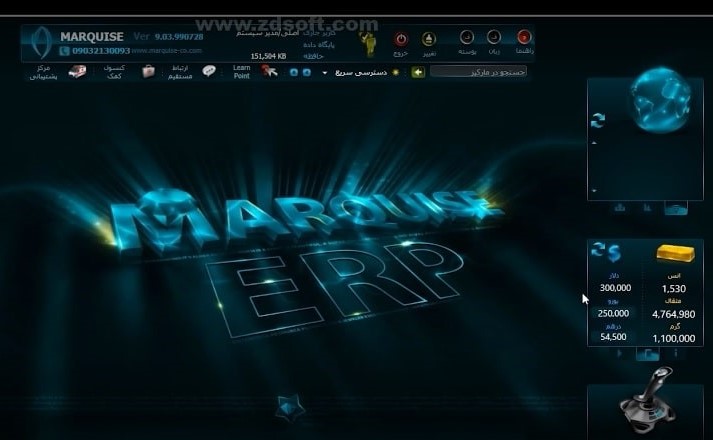 www.zdsoft.com
MARQUISE Ver 9.03.990728
09032130093 www.marquise-co.com
کاربر جاری اصلی/مدیر سیستم
پایگاه داده
حافظه 151,504 KB
خروج
تغییر
پوسته
زبان
راهنما
مرکز پشتیبانی
کنسول کمک
ارتباط مستقیم
Learn Point
دسترسی سریع
جستجو در مارکیز
MARQUISE
ERP
دلار
300,000
یورو
250,000
درهم
54,500
انس
1,530
مثقال
4,764,980
گرم
1,100,000